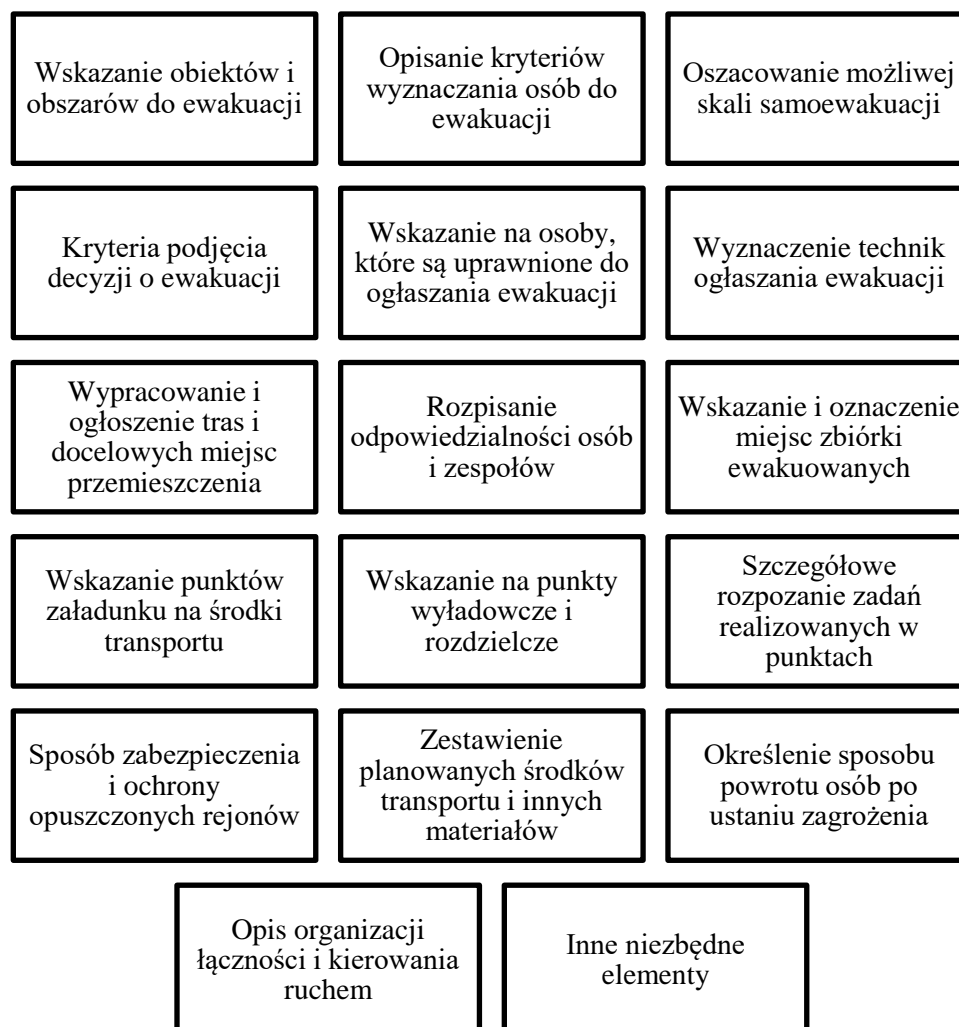 Wskazanie obiektów i
obszarów do ewakuacji
Opisanie kryteriów
wyznaczania osób do
ewakuacji
Oszacowanie możliwej
skali samoewakuacji
Kryteria podjęcia
decyzji o ewakuacji
Wskazanie na osoby,
które są uprawnione do
ogłaszania ewakuacji
Wyznaczenie technik
ogłaszania ewakuacji
Wypracowanie i
ogłoszenie tras i
docelowych miejsc
przemieszczenia
Rozpisanie
odpowiedzialności osób
i zespołów
Wskazanie i oznaczenie
miejsc zbiórki
ewakuowanych
Wskazanie punktów
załadunku na środki
transportu
Wskazanie na punkty
wyładowcze i
rozdzielcze
Szczegółowe
rozpozanie zadań
realizowanych w
punktach
Sposób zabezpieczenia
i ochrony
opuszczonych rejonów
Zestawienie
planowanych środków
transportu i innych
materiałów
Określenie sposobu
powrotu osób po
ustaniu zagrożenia
Opis organizacji
łączności i kierowania
ruchem
Inne niezbędne
elementy